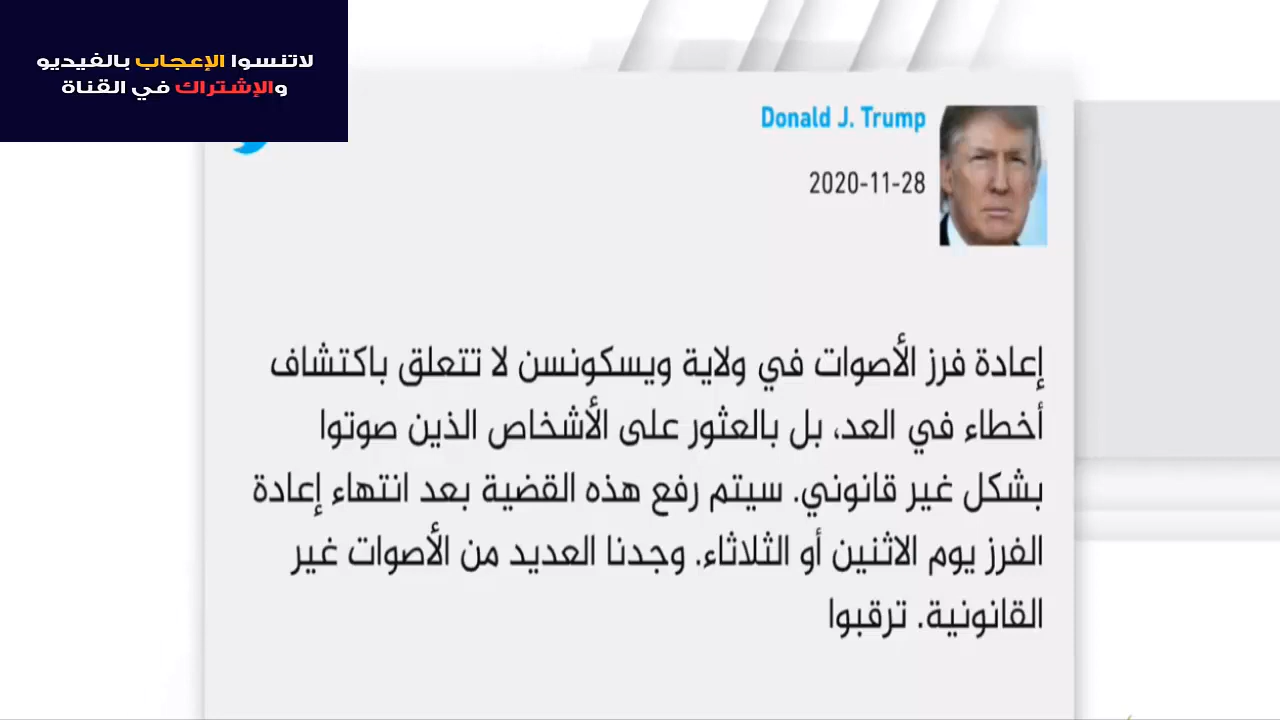 لاتنسوا الإعجاب بالفيديو
والإشتراك في القناة
Donald J. Trump
2020-11-28
إعادة فرز الأصوات في ولاية ويسكونسن لا تتعلق باكتشاف
أخطاء في العد، بل بالعثور على الأشخاص الذين صوتوا
بشكل غير قانوني. سيتم رفع هذه القضية بعد انتهاء إعادة
الفرز يوم الاثنين أو الثلاثاء. وجدنا العديد من الأصوات غير
القانونية. ترقبوا